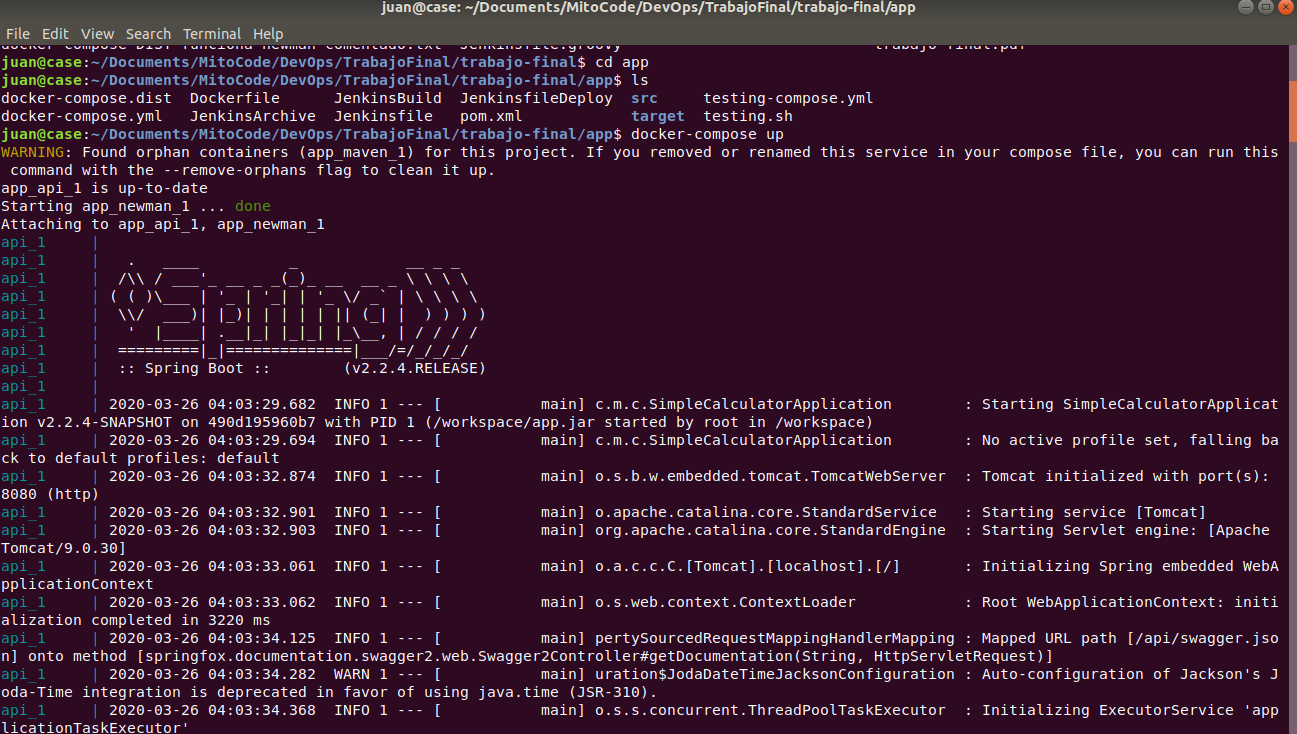 juan@case: ~/Documents/MitoCode/DevOps/TrabajoFinal/trabajo-final/app
File Edit View Search Terminal Help
juan@case:~/Documents/MitoCode/DevOps/TrabajoFinal/trabajo-final$ cd app
juan@case:~/Documents/MitoCode/DevOps/TrabajoFinal/trabajo-final/app$ ls
docker-compose.dist  Dockerfile      JenkinsBuild  JenkinsfileDeploy  src     testing-compose.yml
docker-compose.yml   JenkinsArchive  Jenkinsfile   pom.xml            target  testing.sh
juan@case:~/Documents/MitoCode/DevOps/TrabajoFinal/trabajo-final/app$ docker-compose up
WARNING: Found orphan containers (app_maven_1) for this project. If you removed or renamed this service in your compose file, you can run this
 command with the --remove-orphans flag to clean it up.
app_api_1 is up-to-date
Starting app_newman_1 ... done
Attaching to app_api_1, app_newman_1
api_1     |
api_1     |   .   ____          _            __ _ _
api_1     |  /\\ / ___'_ __ _ _(_)_ __  __ _ \ \ \ \
api_1     | ( ( )\___ | '_ | '_| | '_ \/ _` | \ \ \ \
api_1     |  \\/  ___)| |_)| | | | | || (_| |  ) ) ) )
api_1     |   '  |____| .__|_| |_|_| |_\__, | / / / /
api_1     |  =========|_|==============|___/=/_/_/_/
api_1     |  :: Spring Boot ::        (v2.2.4.RELEASE)
api_1     |
api_1     | 2020-03-26 04:03:29.682  INFO 1 --- [           main] c.m.c.SimpleCalculatorApplication        : Starting SimpleCalculatorApplicat
ion v2.2.4-SNAPSHOT on 490d195960b7 with PID 1 (/workspace/app.jar started by root in /workspace)
api_1     | 2020-03-26 04:03:29.694  INFO 1 --- [           main] c.m.c.SimpleCalculatorApplication        : No active profile set, falling ba
ck to default profiles: default
api_1     | 2020-03-26 04:03:32.874  INFO 1 --- [           main] o.s.b.w.embedded.tomcat.TomcatWebServer  : Tomcat initialized with port(s):
8080 (http)
api_1     | 2020-03-26 04:03:32.901  INFO 1 --- [           main] o.apache.catalina.core.StandardService   : Starting service [Tomcat]
api_1     | 2020-03-26 04:03:32.903  INFO 1 --- [           main] org.apache.catalina.core.StandardEngine  : Starting Servlet engine: [Apache
Tomcat/9.0.30]
api_1     | 2020-03-26 04:03:33.061  INFO 1 --- [           main] o.a.c.c.C.[Tomcat].[localhost].[/]       : Initializing Spring embedded WebA
pplicationContext
api_1     | 2020-03-26 04:03:33.062  INFO 1 --- [           main] o.s.web.context.ContextLoader            : Root WebApplicationContext: initi
alization completed in 3220 ms
api_1     | 2020-03-26 04:03:34.125  INFO 1 --- [           main] pertySourcedRequestMappingHandlerMapping : Mapped URL path [/api/swagger.jso
n] onto method [springfox.documentation.swagger2.web.Swagger2Controller#getDocumentation(String, HttpServletRequest)]
api_1     | 2020-03-26 04:03:34.282  WARN 1 --- [           main] uration$JodaDateTimeJacksonConfiguration : Auto-configuration of Jackson's J
oda-Time integration is deprecated in favor of using java.time (JSR-310).
api_1     | 2020-03-26 04:03:34.368  INFO 1 --- [           main] o.s.s.concurrent.ThreadPoolTaskExecutor  : Initializing ExecutorService 'app
licationTaskExecutor'